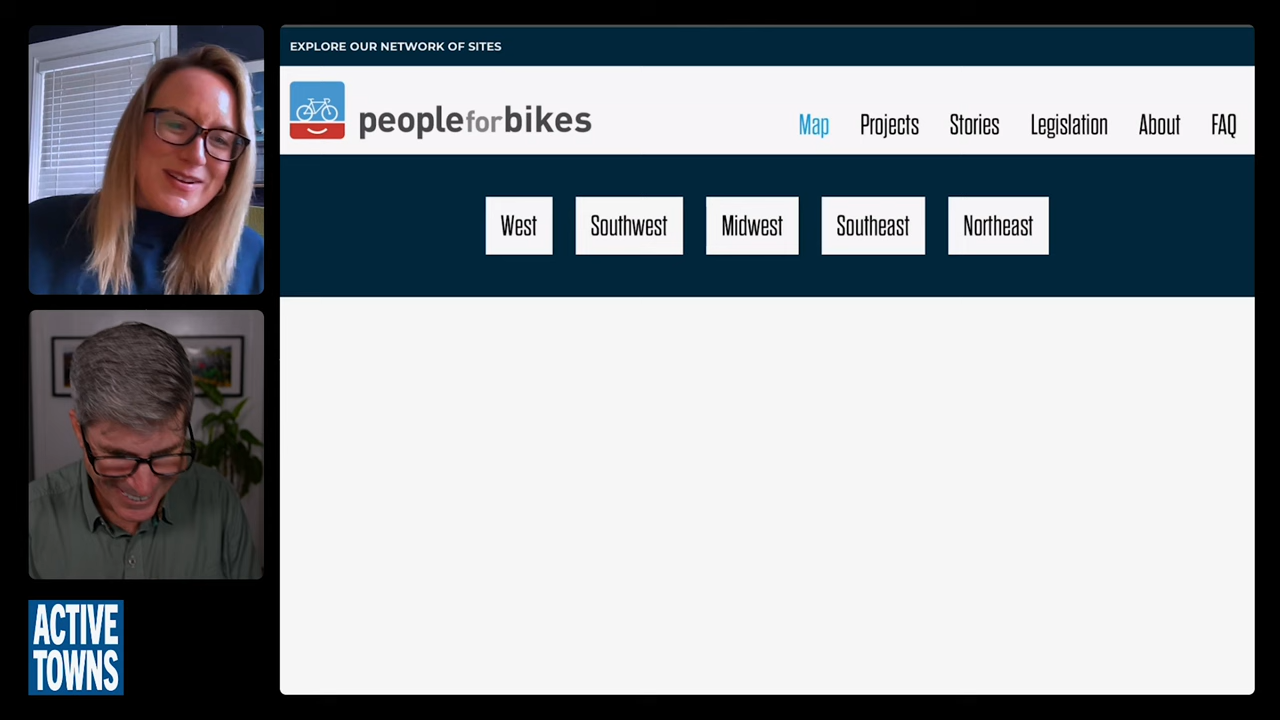 EXPLORE OUR NETWORK OF SITES
peopleforbikes
Map Projects Stories Legislation About FAQ
West Southwest Midwest Southeast Northeast
ACTIVE
TOWNS